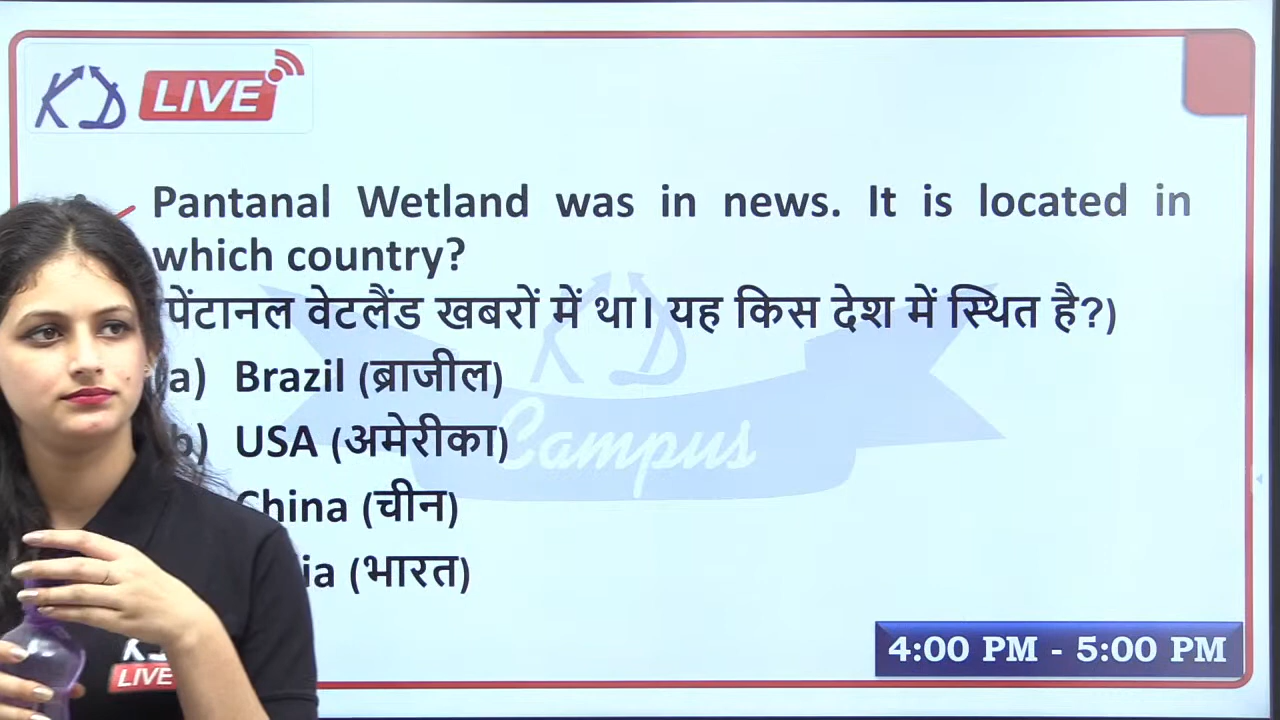 KD LIVE
Pantanal Wetland was in news. It is located in
which country?
पेंटानल वेटलैंड खबरों में था। यह किस देश में स्थित है?)
a) Brazil (ब्राजील)
b) USA (अमेरीका)
China (चीन)
(भारत)
KD
Campus
4:00 PM - 5:00 PM
LIVE